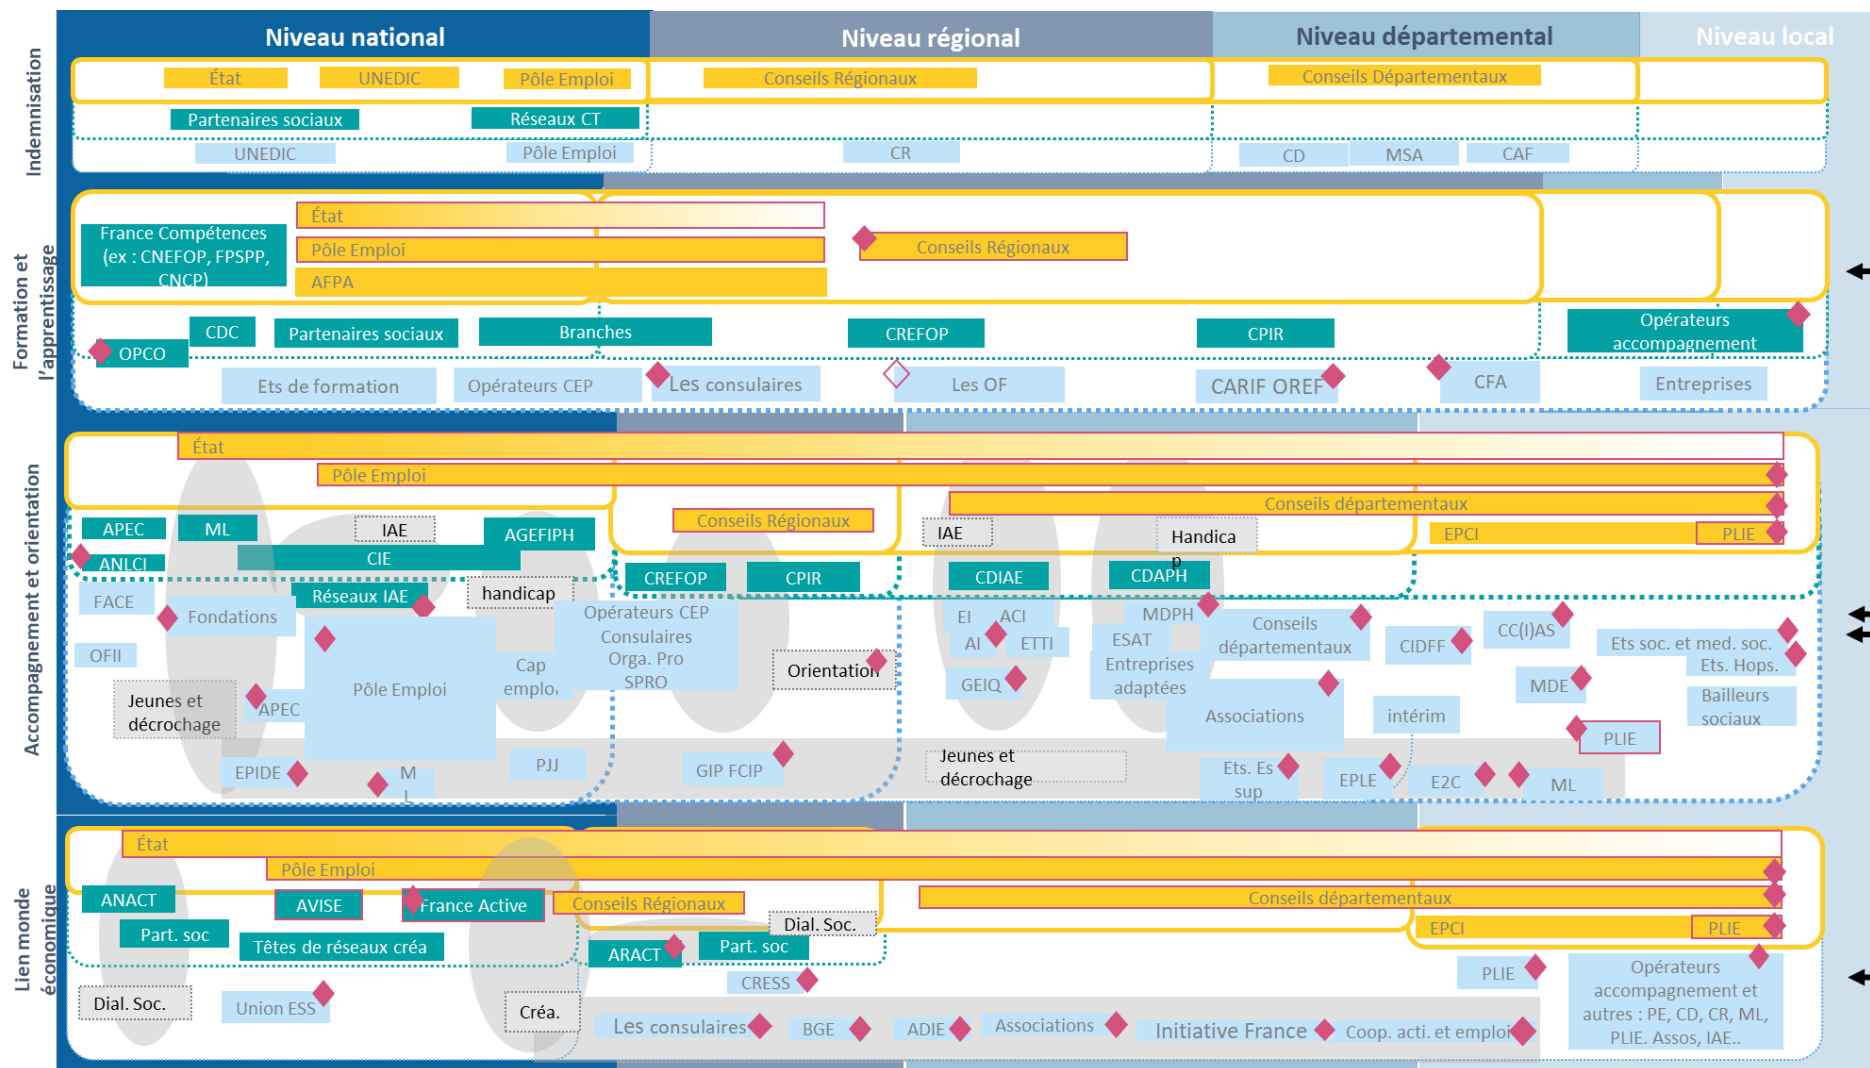 Niveau national
Niveau régional
Niveau départemental
Niveau local
Indemnisation
État
UNEDIC
Pôle Emploi
Conseils Régionaux
Conseils Départementaux
Partenaires sociaux
Réseaux CT
UNEDIC
Pôle Emploi
CR
CD
MSA
CAF
Formation et
l'apprentissage
État
France Compétences
(ex : CNEFOP, FPSPP,
CNCP)
Pôle Emploi
Conseils Régionaux
AFPA
OPCO
CDC
Partenaires sociaux
Branches
CREFOP
CPIR
Opérateurs
accompagnement
Ets de formation
Opérateurs CEP
Les consulaires
Les OF
CARIF OREF
CFA
Entreprises
Accompagnement et orientation
État
Pôle Emploi
Conseils départementaux
Conseils Régionaux
EPCI
PLIE
APEC
ML
IAE
AGEFIPH
IAE
Handica
p
ANLCI
CIE
CREFOP
CPIR
CDIAE
CDAPH
Réseaux IAE
handicap
FACE
Fondations
OFII
Pôle Emploi
Cap
emploi
Opérateurs CEP
Consulaires
Orga. Pro
SPRO
Orientation
EI
ACI
AI
ETTI
GEIQ
MDPH
ESAT
Entreprises
adaptées
Conseils
départementaux
CIDFF
CC(I)AS
Ets soc. et med. soc.
Ets. Hops.
MDE
Bailleurs
sociaux
Jeunes et
décrochage
APEC
Associations
intérim
PLIE
EPIDE
M
L
PJJ
GIP FCIP
Jeunes et
décrochage
Ets. Es
sup
EPLE
E2C
ML
Lien monde
économique
État
Pôle Emploi
Conseils Régionaux
Conseils départementaux
EPCI
PLIE
ANACT
AVISE
France Active
Part. soc
Têtes de réseaux créa
Dial. Soc.
ARACT
Part. soc
CRESS
PLIE
Opérateurs
accompagnement et
autres : PE, CD, CR, ML,
PLIE. Assos, IAE..
Dial. Soc.
Union ESS
Créa.
Les consulaires
BGE
ADIE
Associations
Initiative France
Coop. acti. et emploi